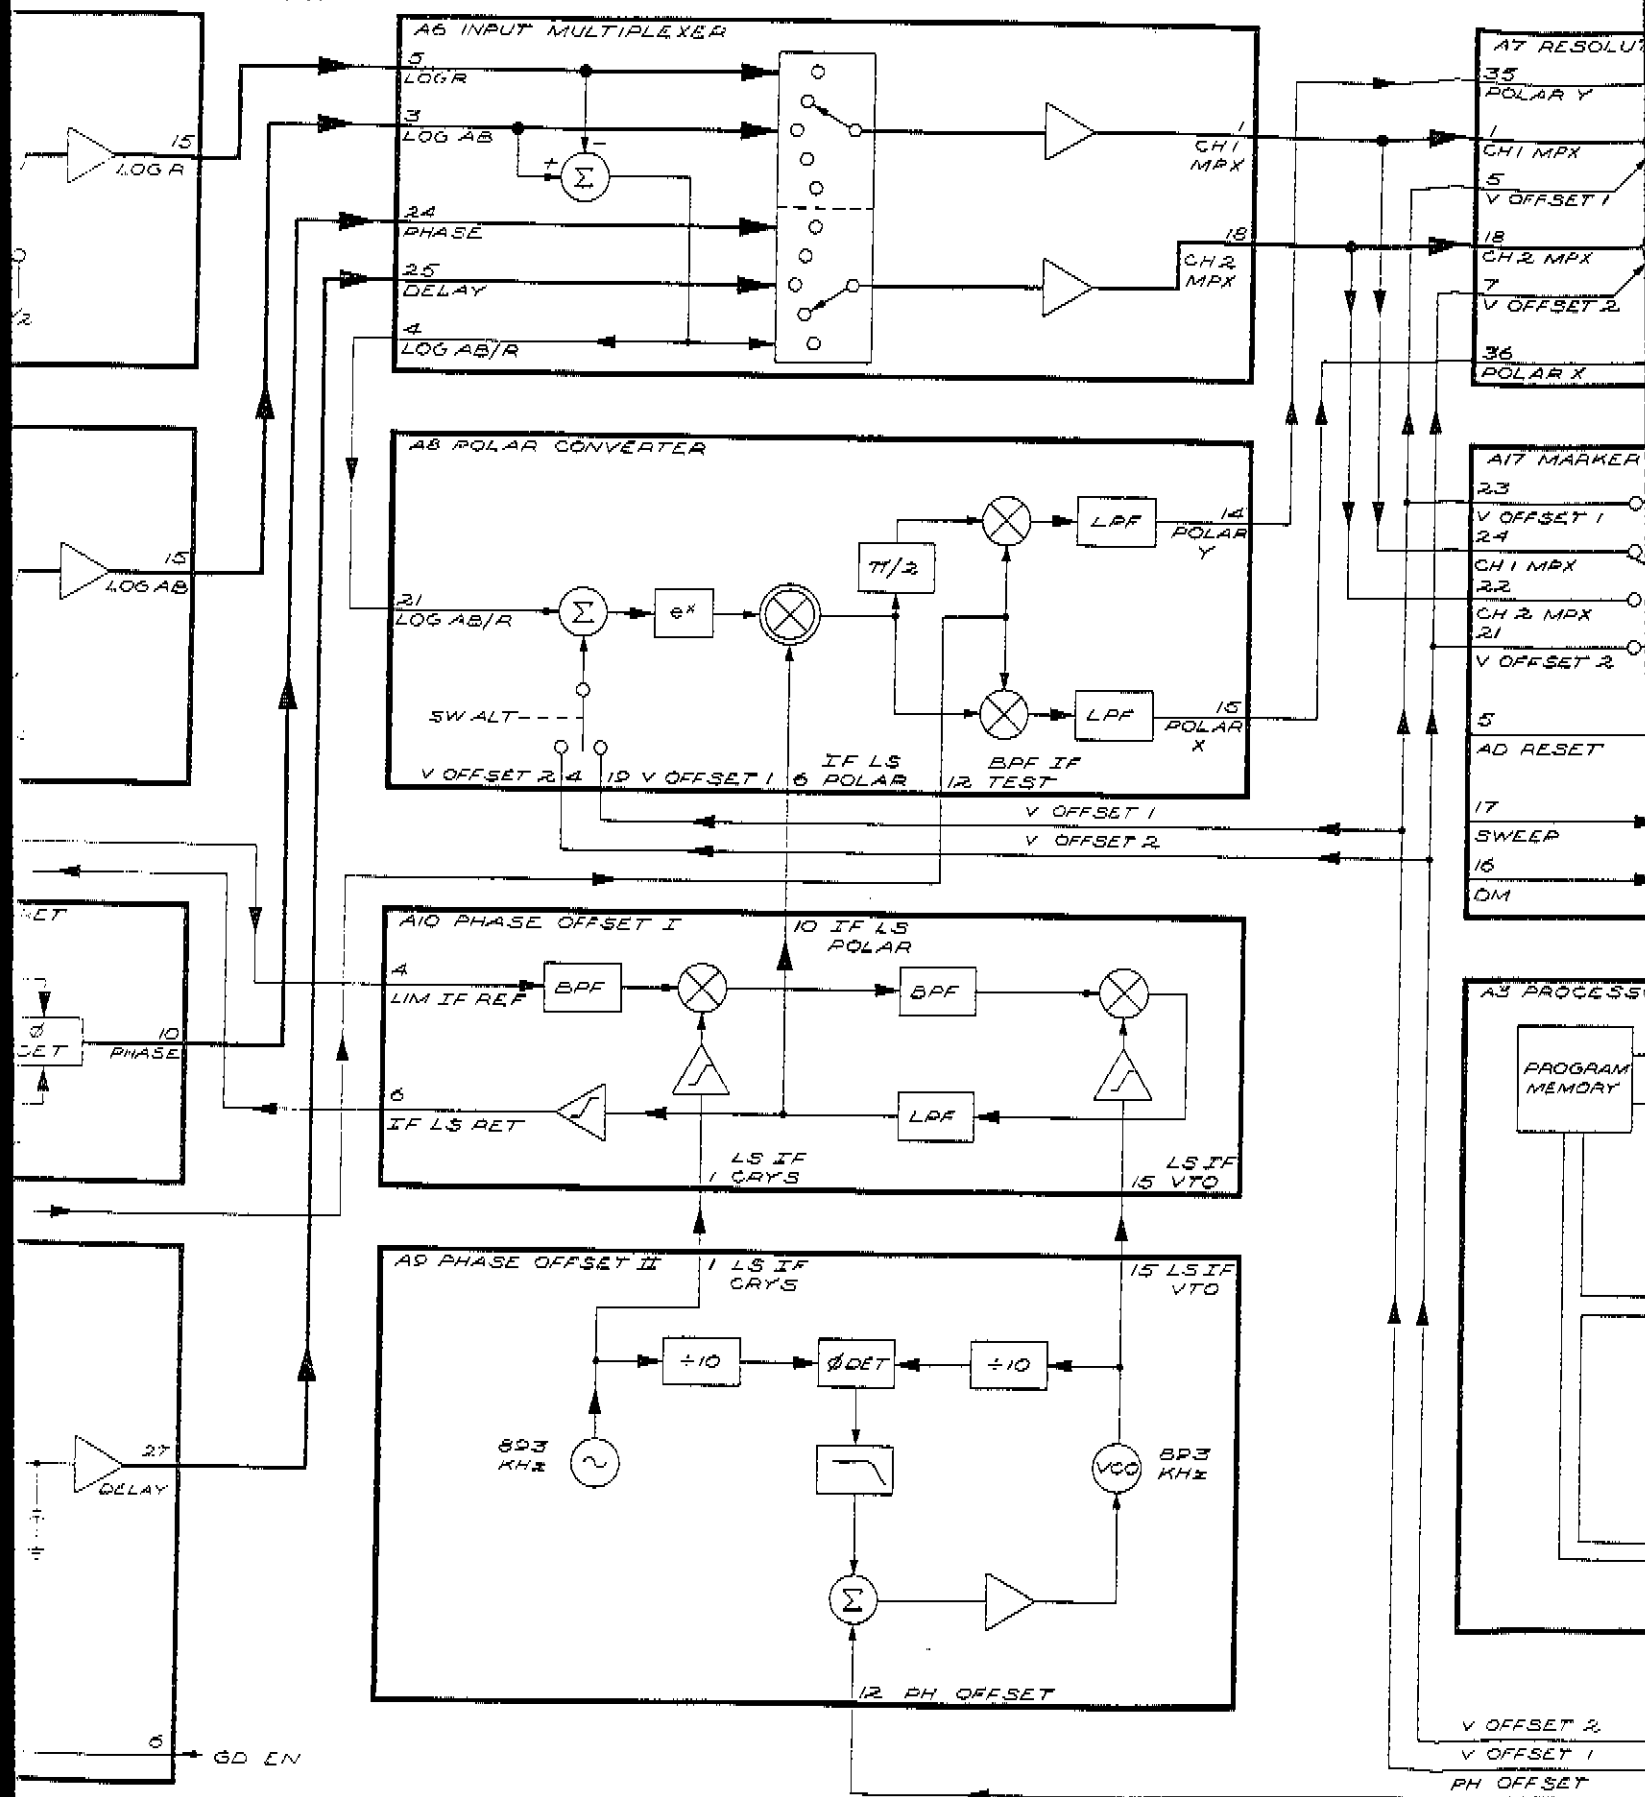 A6 INPUT MULTIPLEXER
5
LOG R
3
LOG AB
24
PHASE
25
DELAY
4
LOG AB/R
+
-
Σ
1
CH1
MPX
18
CH2
MPX
15
LOG R
15
LOG AB
10
PHASE
27
DELAY
6
GD EN
A7 RESOLUT
35
POLAR Y
1
CH1 MPX
5
V OFFSET 1
18
CH2 MPX
7
V OFFSET 2
36
POLAR X
A8 POLAR CONVERTER
21
LOG AB/R
Σ
e^x
π/2
LPF
14
POLAR
Y
LPF
15
POLAR
X
SW ALT
V OFFSET 2 4
19 V OFFSET 1
6
IF LS
POLAR
12
BPF IF
TEST
V OFFSET 1
V OFFSET 2
A17 MARKER
23
V OFFSET 1
24
CH1 MPX
22
CH 2 MPX
21
V OFFSET 2
5
AD RESET
17
SWEEP
16
DM
A10 PHASE OFFSET I
10 IF LS
POLAR
4
LIM IF REF
BPF
BPF
6
IF LS RET
LPF
1
LS IF
CRYS
15
LS IF
VTO
φ
A9 PHASE OFFSET II
1 LS IF
CRYS
15 LS IF
VTO
÷10
φ DET
÷10
893
KHz
VCO
893
KHz
Σ
12 PH OFFSET
A3 PROCESS
PROGRAM
MEMORY
V OFFSET 2
V OFFSET 1
PH OFFSET